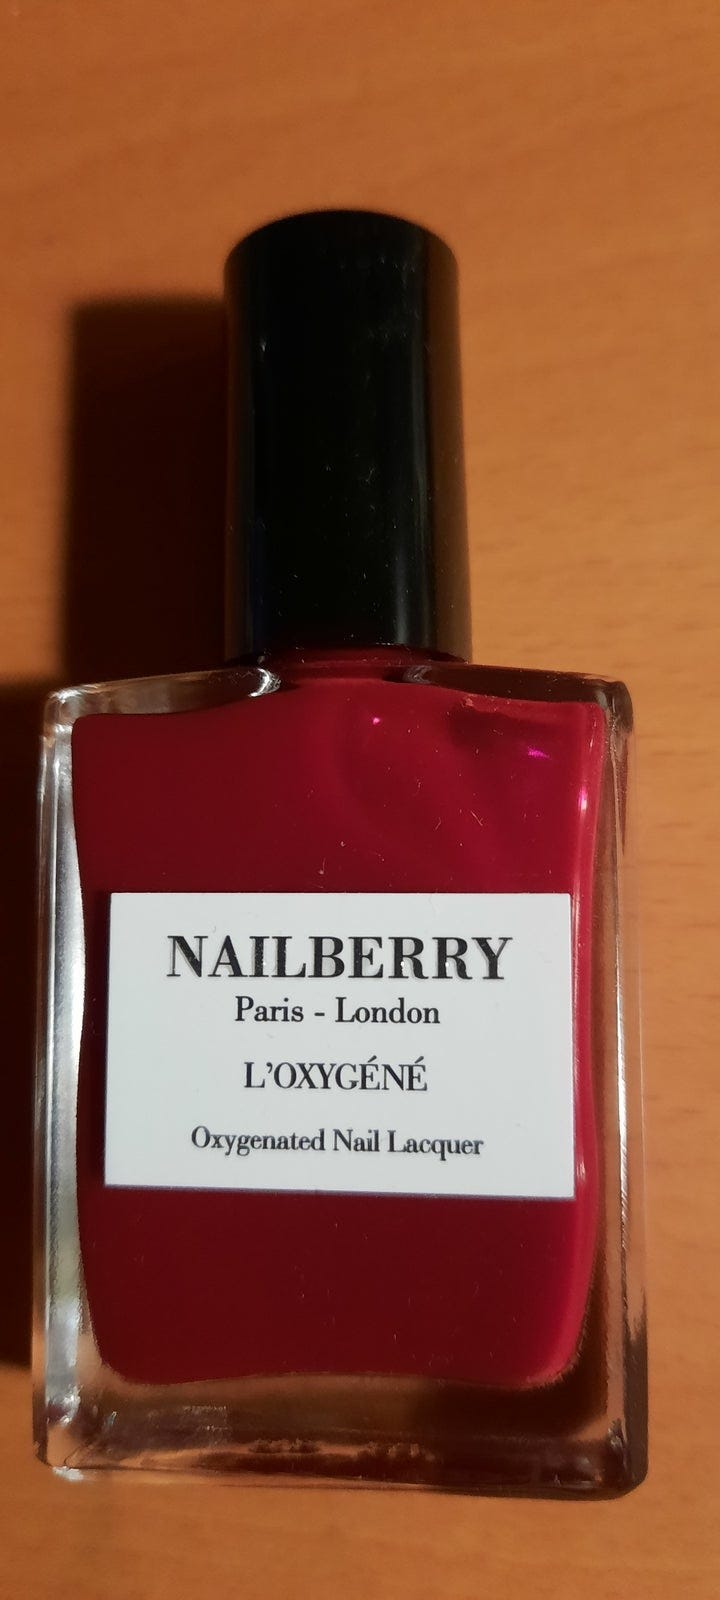 NAILBERRY
Paris - London
L'OXYGÉNÉ
Oxygenated Nail Lacquer